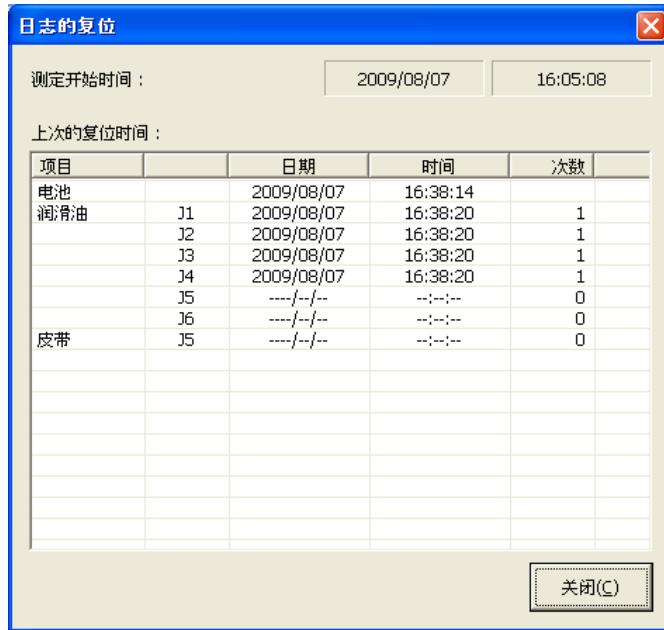 日志的复位
测定开始时间： 2009/08/07 16:05:08
上次的复位时间：
项目 日期 时间 次数
电池 2009/08/07 16:38:14
润滑油 J1 2009/08/07 16:38:20 1
J2 2009/08/07 16:38:20 1
J3 2009/08/07 16:38:20 1
J4 2009/08/07 16:38:20 1
J5 ----/--/-- --:--:-- 0
J6 ----/--/-- --:--:-- 0
皮带 J5 ----/--/-- --:--:-- 0
关闭(C)